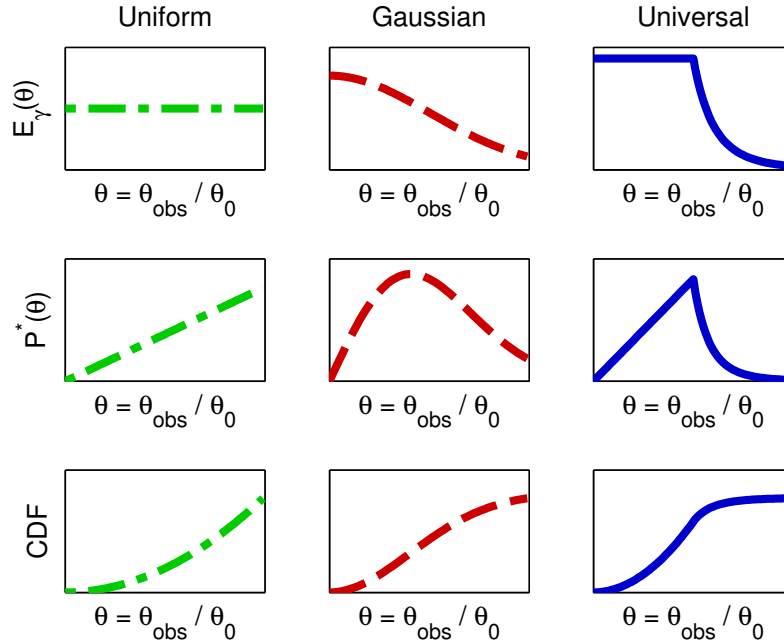 Uniform
Gaussian
Universal
E_γ(θ)
θ = θ_obs / θ_0
θ = θ_obs / θ_0
θ = θ_obs / θ_0
P*(θ)
θ = θ_obs / θ_0
θ = θ_obs / θ_0
θ = θ_obs / θ_0
CDF
θ = θ_obs / θ_0
θ = θ_obs / θ_0
θ = θ_obs / θ_0